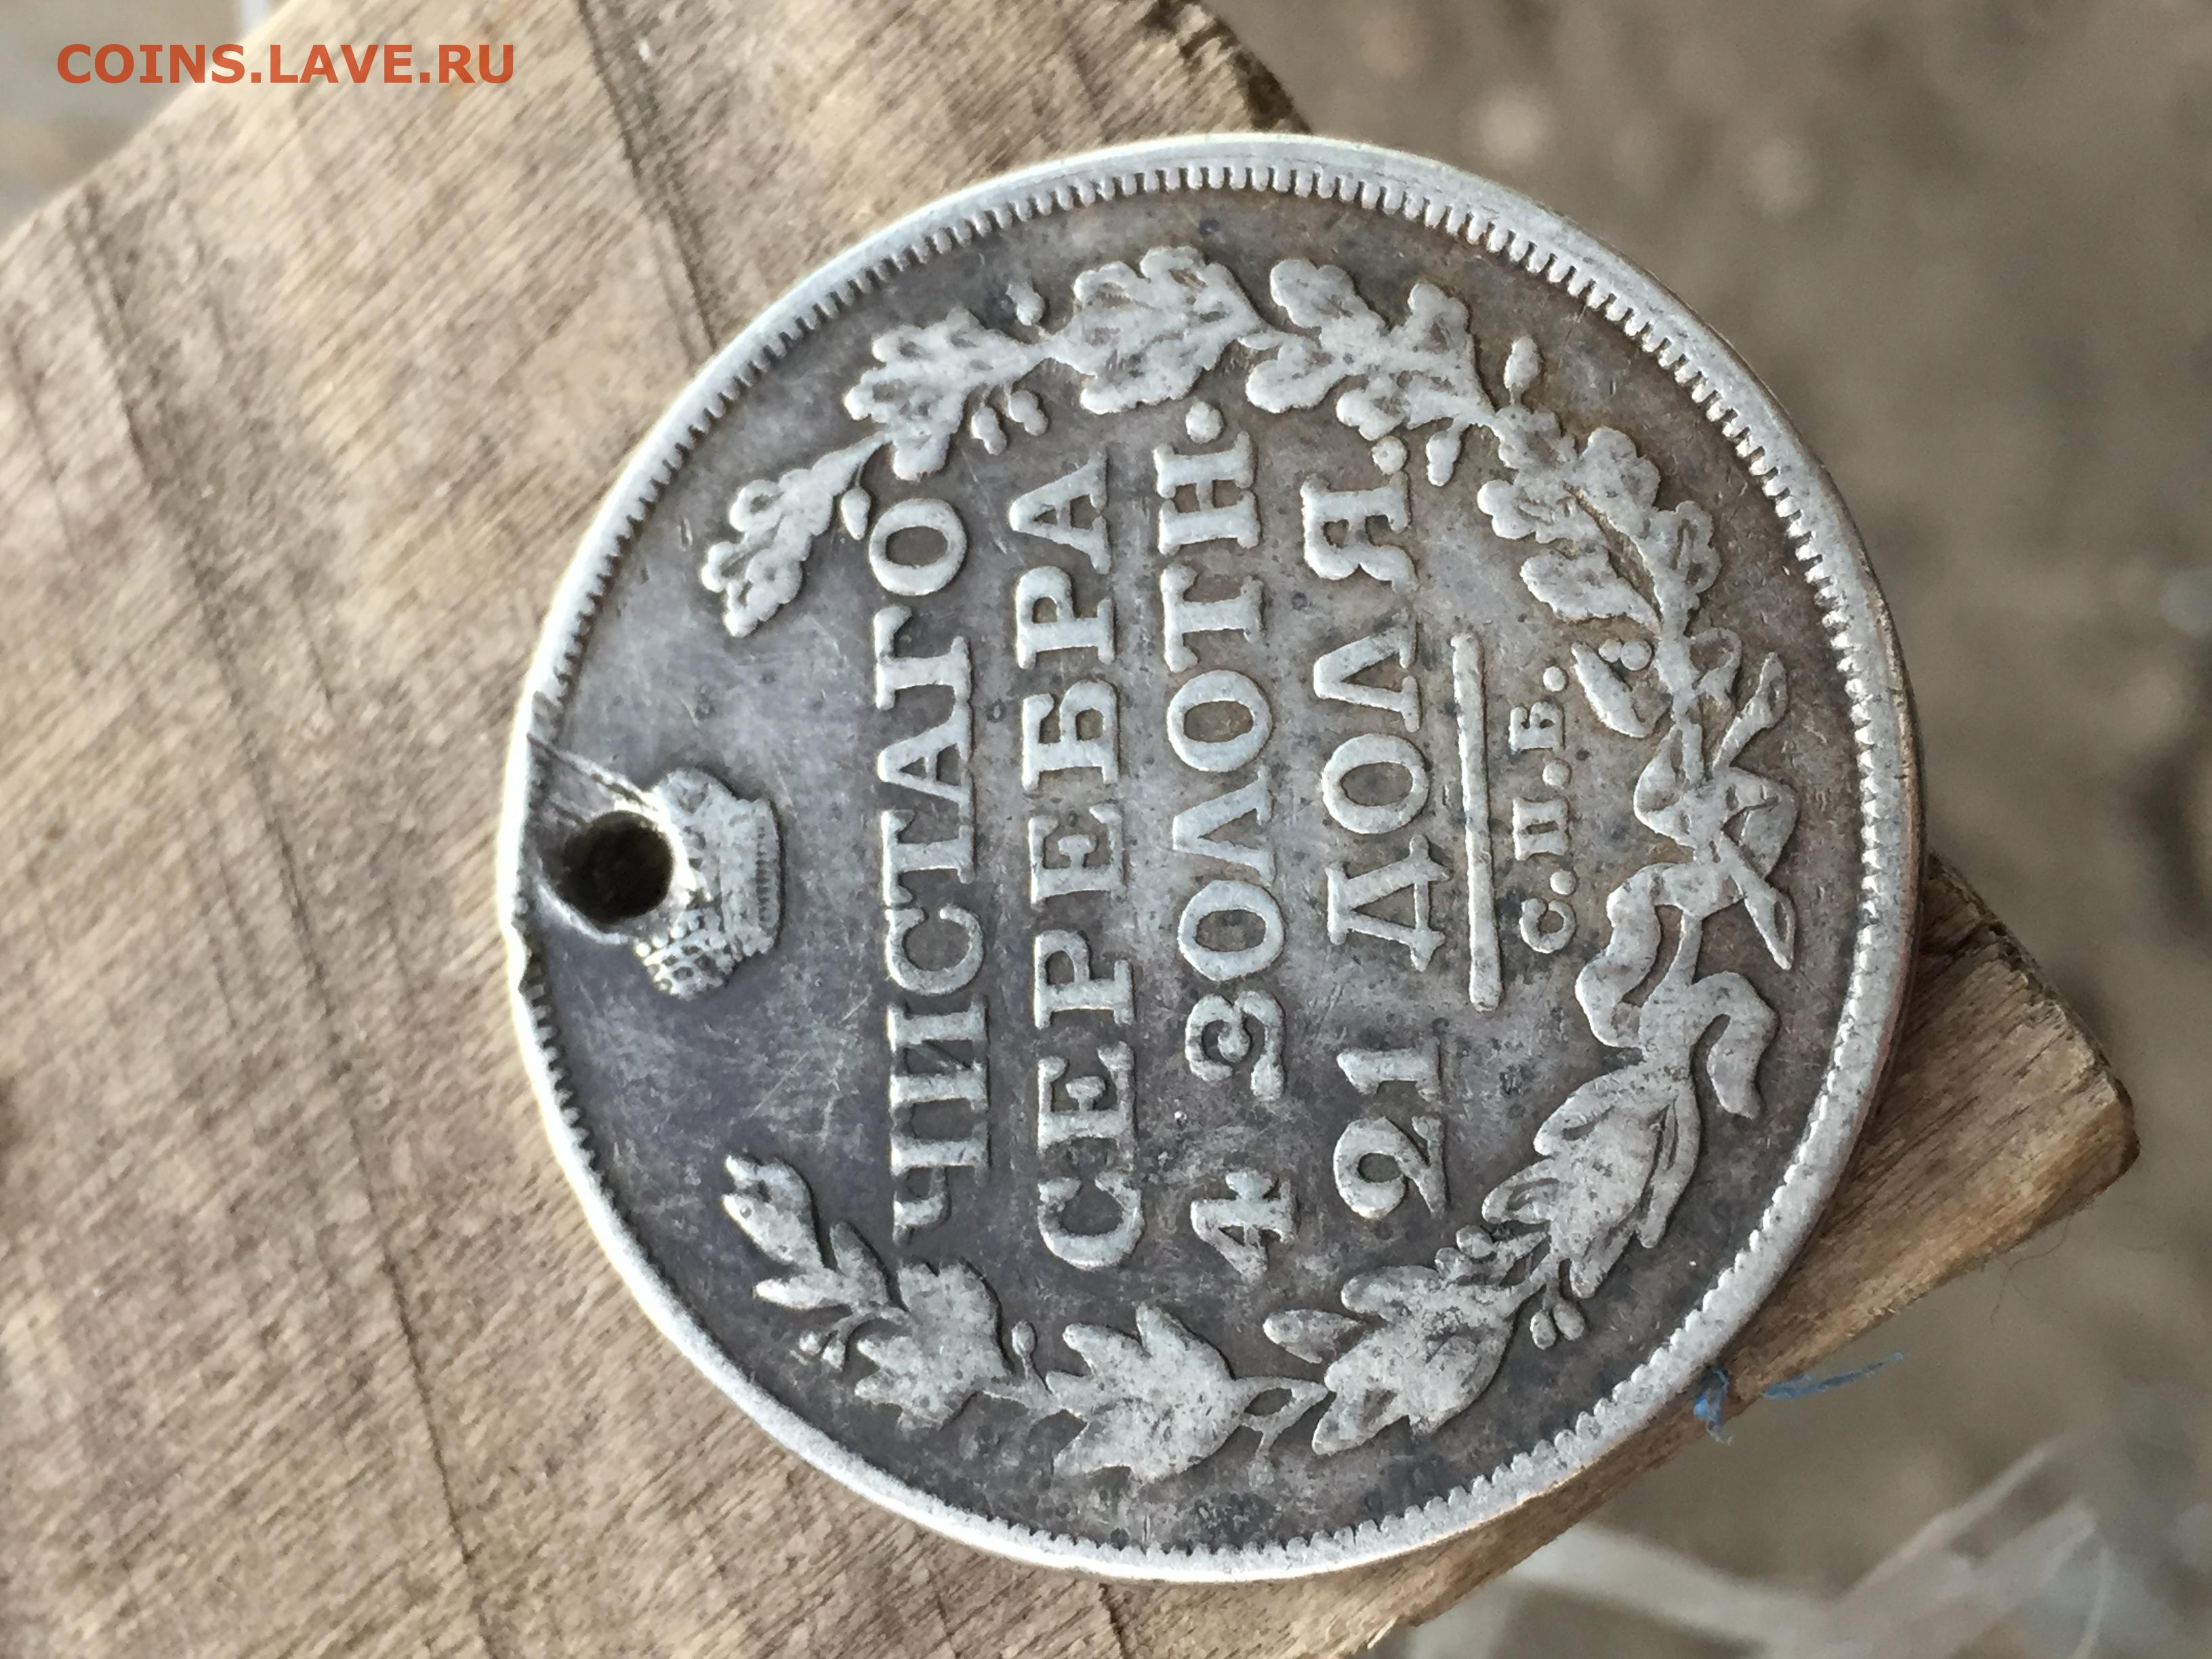 COINS.LAVE.RU
ЧИСТАГО
СЕРЕБРА
4 ЗОЛОТН.
21 ДОЛЯ.
С.П.Б.